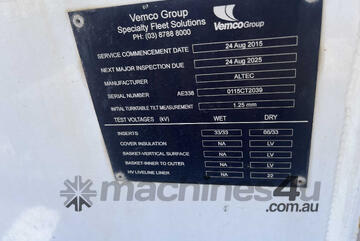 Vemco Group
Specialty Fleet Solutions
PH: (03) 8788 8000
VemcoGroup
SERVICE COMMENCEMENT DATE 24 Aug 2015
NEXT MAJOR INSPECTION DUE 24 Aug 2025
MANUFACTURER ALTEC
SERIAL NUMBER AE338 0115CT2039
INITIAL TURNTABLE TILT MEASUREMENT 1.25 mm
TEST VOLTAGES (kV) WET DRY
INSERTS 33/33 66/33
COVER INSULATION NA LV
BASKET-VERTICAL SURFACE NA LV
BASKET-INNER TO OUTER NA LV
HV LIVELINE LINER NA 22
machines4u
.com.au